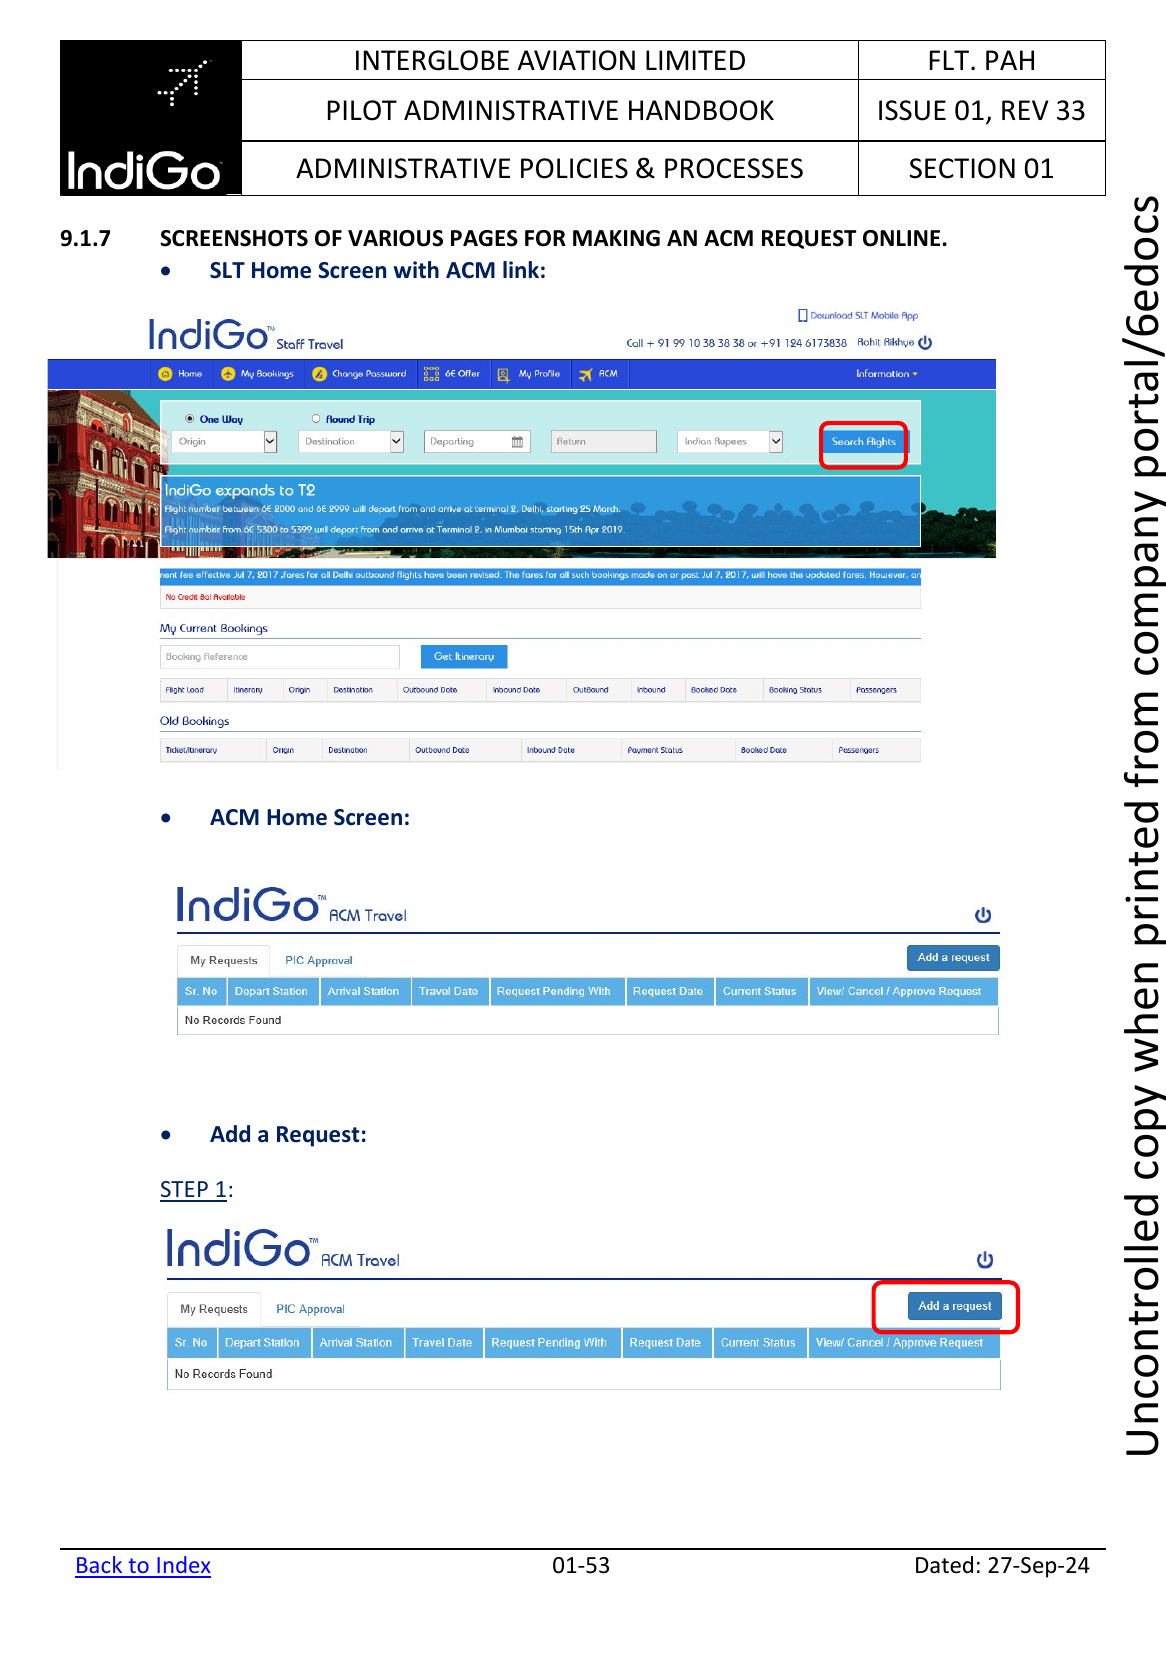 INTERGLOBE AVIATION LIMITED
FLT. PAH
PILOT ADMINISTRATIVE HANDBOOK
ISSUE 01, REV 33
IndiGo
ADMINISTRATIVE POLICIES & PROCESSES
SECTION 01
9.1.7 SCREENSHOTS OF VARIOUS PAGES FOR MAKING AN ACM REQUEST ONLINE.
• SLT Home Screen with ACM link:
Download SLT Mobile App
IndiGo™ Staff Travel
Call + 91 99 10 38 38 38 or +91 124 6173838 Rohit Rikhye
Home My Bookings Change Password 6E Offer My Profile ACM Information
One Way Round Trip
Origin Destination Departing Return Indian Rupees Search Flights
IndiGo expands to T2
Flight number between 6E 2000 and 6E 2999 will depart from and arrive at terminal 2, Delhi, starting 25 March.
Flight number from 6E 5300 to 5399 will depart from and arrive at Terminal 2, in Mumbai starting 15th Apr 2019.
nent fee effective Jul 7, 2017 ,fares for all Delhi outbound flights have been revised. The fares for all such bookings made on or post Jul 7, 2017, will have the updated fares. However, an
No Credit Bal Available
My Current Bookings
Booking Reference Get Itinerary
Flight Load Itinerary Origin Destination Outbound Date Inbound Date OutBound Inbound Booked Date Booking Status Passengers
Old Bookings
Ticket/Itinerary Origin Destination Outbound Date Inbound Date Payment Status Booked Date Passengers
• ACM Home Screen:
IndiGo™ ACM Travel
My Requests PIC Approval Add a request
Sr. No Depart Station Arrival Station Travel Date Request Pending With Request Date Current Status View/ Cancel / Approve Request
No Records Found
• Add a Request:
STEP 1:
IndiGo™ ACM Travel
My Requests PIC Approval Add a request
Sr. No Depart Station Arrival Station Travel Date Request Pending With Request Date Current Status View/ Cancel / Approve Request
No Records Found
Back to Index 01-53 Dated: 27-Sep-24
Uncontrolled copy when printed from company portal/6edocs